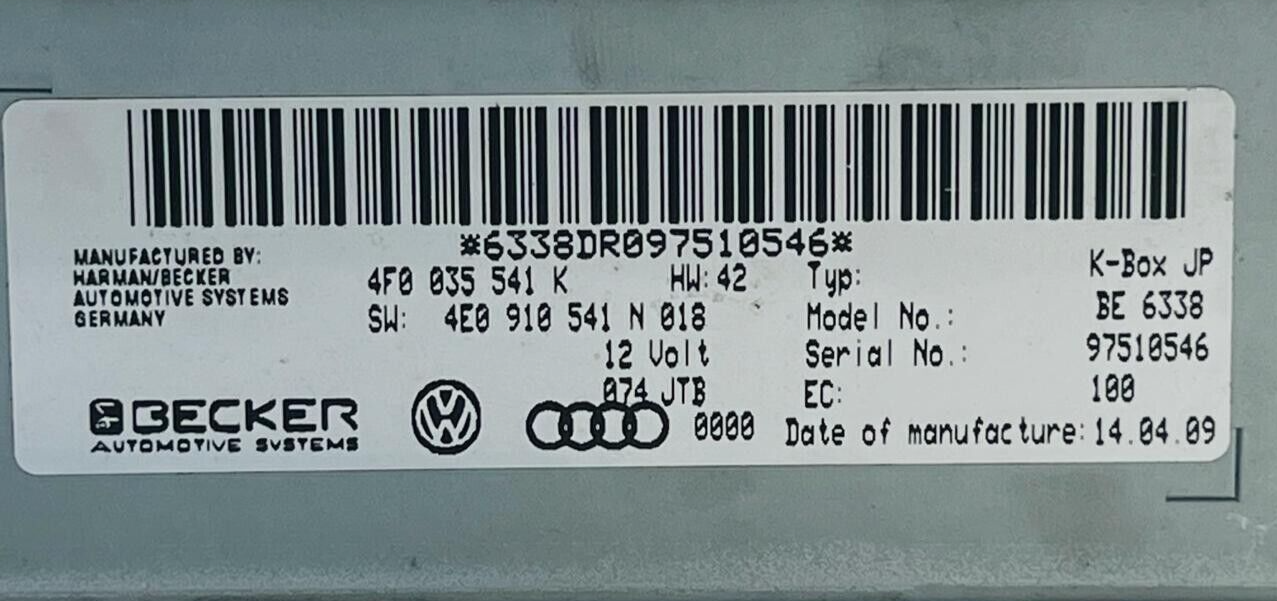 *6338DR097510546*
MANUFACTURED BY:
HARMAN/BECKER
AUTOMOTIVE SYSTEMS
GERMANY
4F0 035 541 K HW: 42
SW: 4E0 910 541 N 018
12 Volt
074 JTB
0000
Typ: K-Box JP
Model No.: BE 6338
Serial No.: 97510546
EC: 100
Date of manufacture: 14.04.09
BECKER
AUTOMOTIVE SYSTEMS
VW